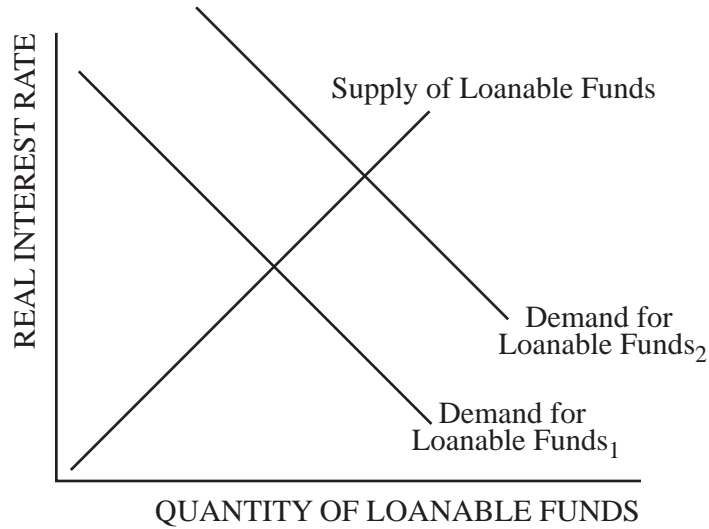 REAL INTEREST RATE
Supply of Loanable Funds
Demand for
Loanable Funds₂
Demand for
Loanable Funds₁
QUANTITY OF LOANABLE FUNDS